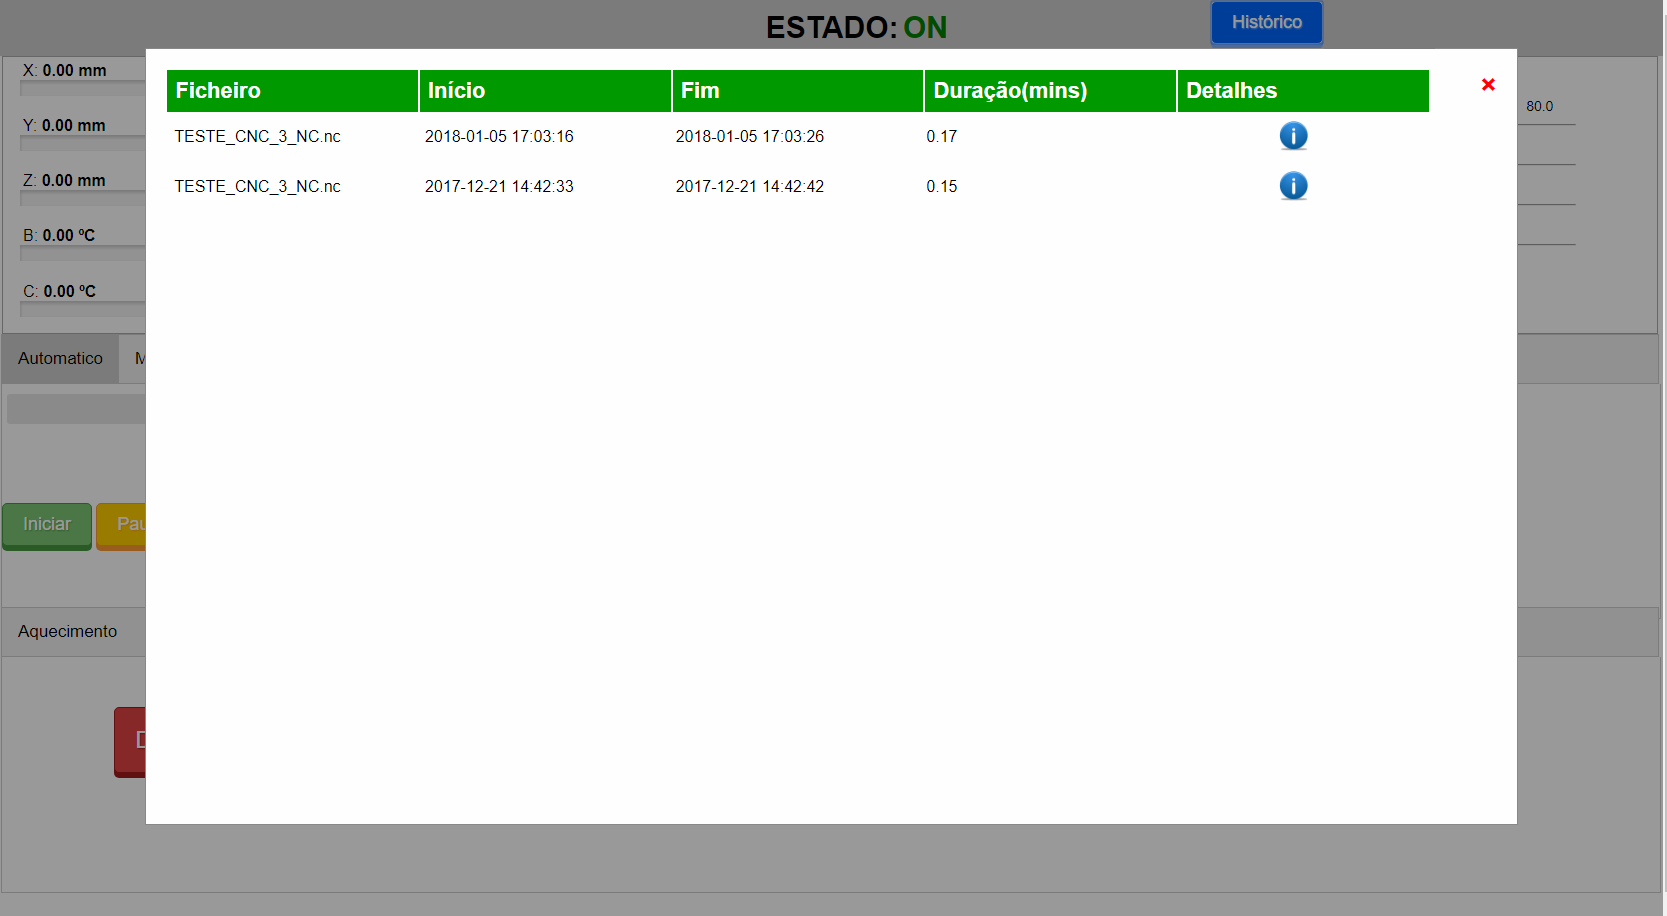 ESTADO: ON
Histórico
X: 0.00 mm
Y: 0.00 mm
Z: 0.00 mm
B: 0.00 ºC
C: 0.00 ºC
80.0
Ficheiro Início Fim Duração(mins) Detalhes
TESTE_CNC_3_NC.nc 2018-01-05 17:03:16 2018-01-05 17:03:26 0.17
TESTE_CNC_3_NC.nc 2017-12-21 14:42:33 2017-12-21 14:42:42 0.15
Automatico
Iniciar
Aquecimento